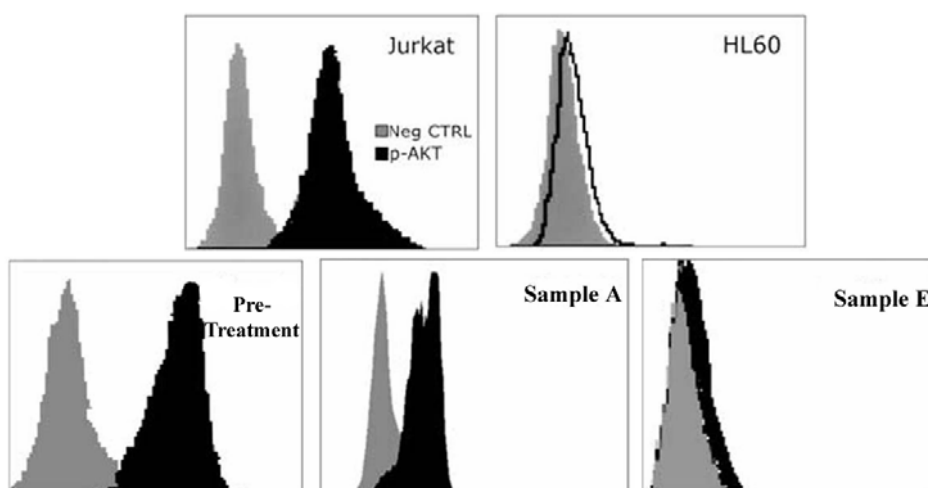 Jurkat
HL60
Neg CTRL
p-AKT
Pre-
Treatment
Sample A
Sample E